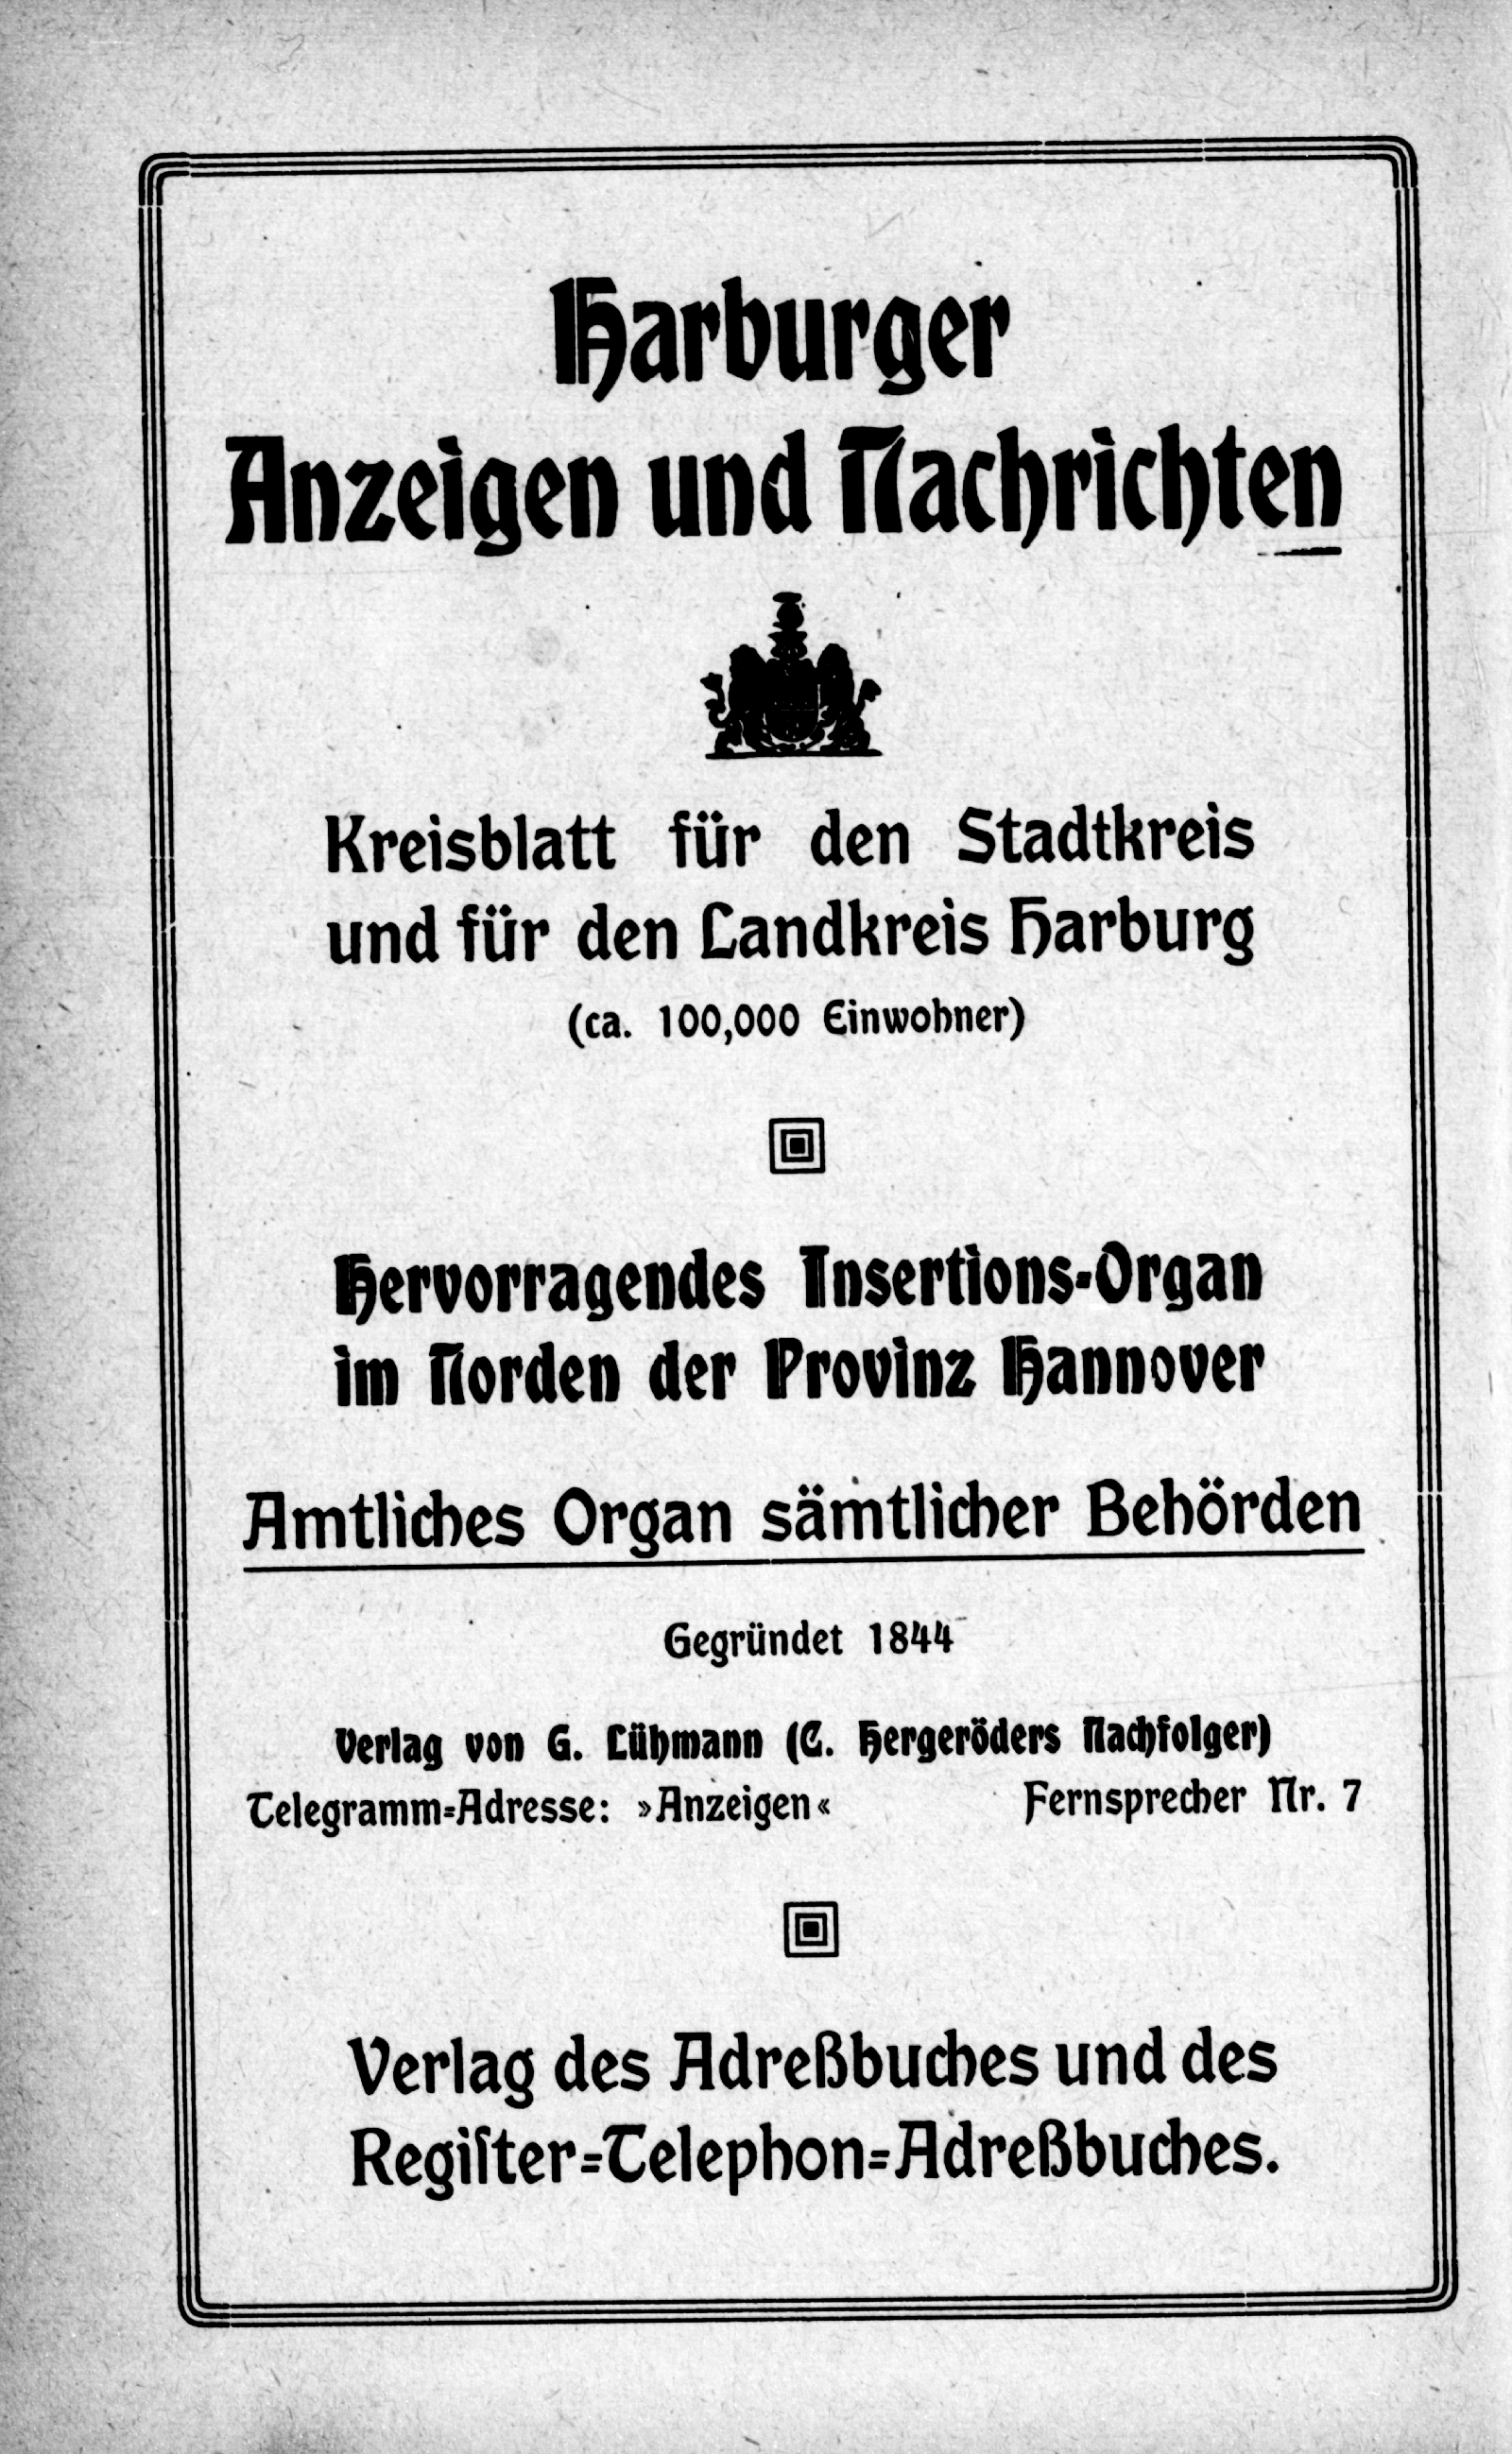 Harburger
Anzeigen und Nachrichten
Kreisblatt für den Stadtkreis
und für den Landkreis Harburg
(ca. 100,000 Einwohner)
Hervorragendes Insertions-Organ
im Norden der Provinz Hannover
Amtliches Organ sämtlicher Behörden
Gegründet 1844
Verlag von G. Lühmann (C. Hergeröders Nachfolger)
Telegramm-Adresse: »Anzeigen« Fernsprecher Nr. 7
Verlag des Adreßbuches und des
Regiſter-Telephon-Adreßbuches.